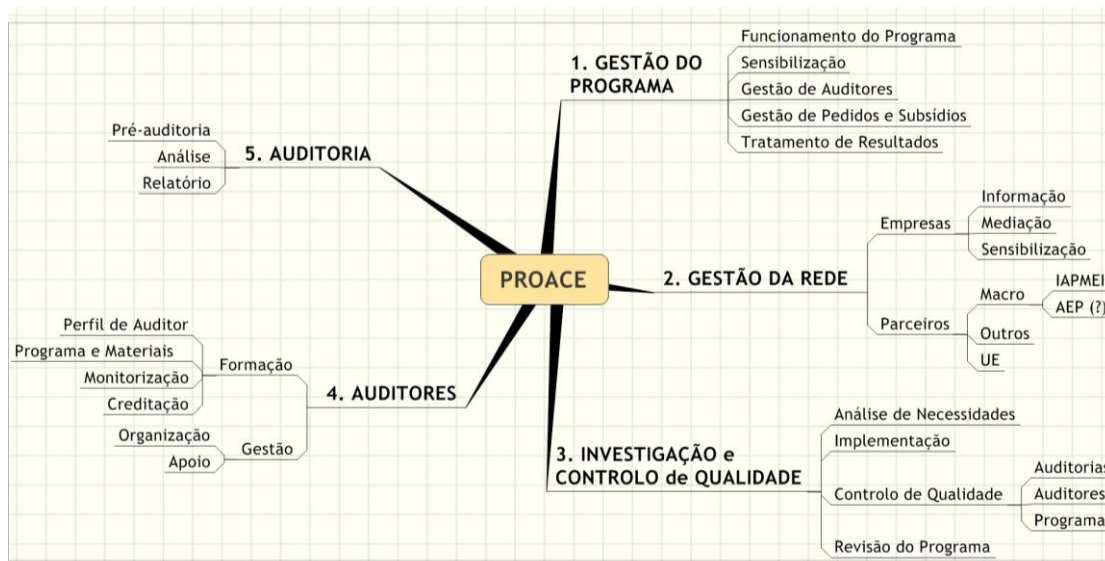 PROACE
1. GESTÃO DO
PROGRAMA
Funcionamento do Programa
Sensibilização
Gestão de Auditores
Gestão de Pedidos e Subsídios
Tratamento de Resultados
2. GESTÃO DA REDE
Empresas
Informação
Mediação
Sensibilização
Parceiros
Macro
IAPMEI
AEP (?)
Outros
UE
3. INVESTIGAÇÃO e
CONTROLO de QUALIDADE
Análise de Necessidades
Implementação
Controlo de Qualidade
Auditorias
Auditores
Programa
Revisão do Programa
4. AUDITORES
Formação
Perfil de Auditor
Programa e Materiais
Monitorização
Creditação
Gestão
Organização
Apoio
5. AUDITORIA
Pré-auditoria
Análise
Relatório